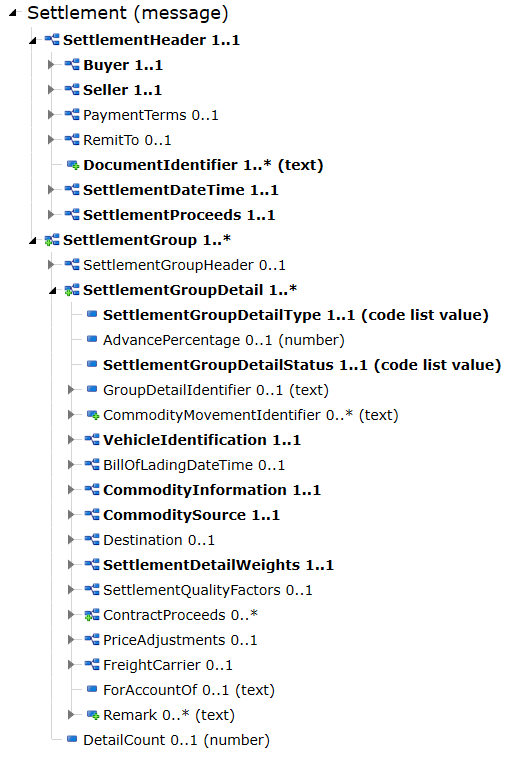 Settlement (message)
SettlementHeader 1..1
Buyer 1..1
Seller 1..1
PaymentTerms 0..1
RemitTo 0..1
DocumentIdentifier 1..* (text)
SettlementDateTime 1..1
SettlementProceeds 1..1
SettlementGroup 1..*
SettlementGroupHeader 0..1
SettlementGroupDetail 1..*
SettlementGroupDetailType 1..1 (code list value)
AdvancePercentage 0..1 (number)
SettlementGroupDetailStatus 1..1 (code list value)
GroupDetailIdentifier 0..1 (text)
CommodityMovementIdentifier 0..* (text)
VehicleIdentification 1..1
BillOfLadingDateTime 0..1
CommodityInformation 1..1
CommoditySource 1..1
Destination 0..1
SettlementDetailWeights 1..1
SettlementQualityFactors 0..1
ContractProceeds 0..*
PriceAdjustments 0..1
FreightCarrier 0..1
ForAccountOf 0..1 (text)
Remark 0..* (text)
DetailCount 0..1 (number)